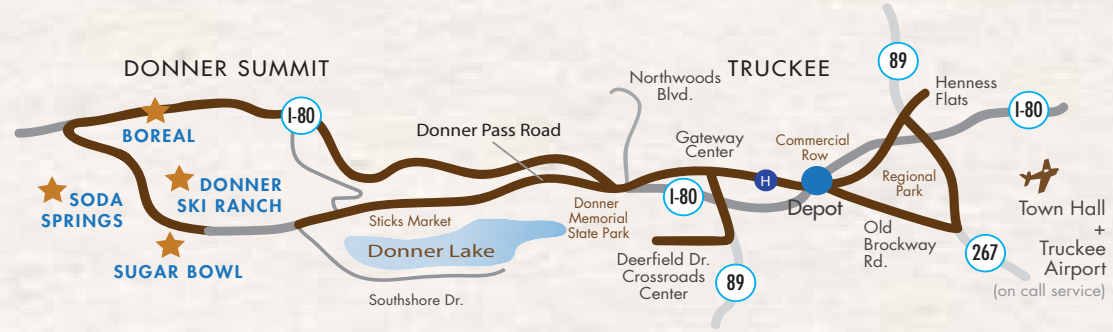 DONNER SUMMIT
TRUCKEE
89
Northwoods
Blvd.
Henness
Flats
I-80
I-80
BOREAL
Donner Pass Road
Gateway
Center
Commercial
Row
H
Regional
Park
DONNER
SKI RANCH
SODA
SPRINGS
I-80
Depot
Sticks Market
Donner
Memorial
State Park
Town Hall
+
Truckee
Airport
(on call service)
Old
Brockway
Rd.
Donner Lake
SUGAR BOWL
Deerfield Dr.
Crossroads
Center
267
89
Southshore Dr.